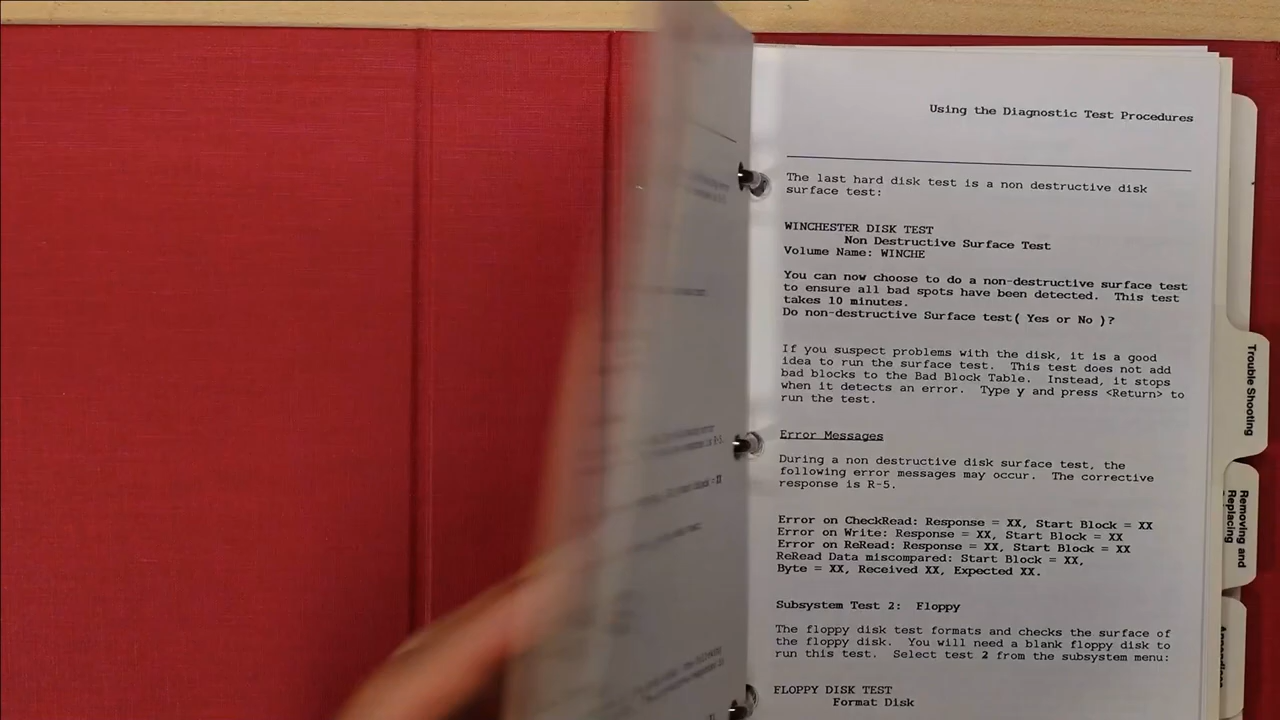 Using the Diagnostic Test Procedures
The last hard disk test is a non destructive disk
surface test:
WINCHESTER DISK TEST
Non Destructive Surface Test
Volume Name: WINCHE
You can now choose to do a non-destructive surface test
to ensure all bad spots have been detected. This test
takes 10 minutes.
Do non-destructive Surface test( Yes or No )?
If you suspect problems with the disk, it is a good
idea to run the surface test. This test does not add
bad blocks to the Bad Block Table. Instead, it stops
when it detects an error. Type y and press <Return> to
run the test.
Error Messages
During a non destructive disk surface test, the
following error messages may occur. The corrective
response is R-5.
Error on CheckRead: Response = XX, Start Block = XX
Error on Write: Response = XX, Start Block = XX
Error on ReRead: Response = XX, Start Block = XX
ReRead Data miscompared: Start Block = XX,
Byte = XX, Received XX, Expected XX.
Subsystem Test 2: Floppy
The floppy disk test formats and checks the surface of
the floppy disk. You will need a blank floppy disk to
run this test. Select test 2 from the subsystem menu:
FLOPPY DISK TEST
Format Disk
Trouble Shooting
Removing and
Replacing
Appendices